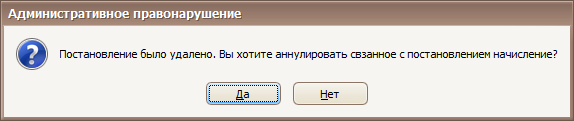 Административное правонарушение
Постановление было удалено. Вы хотите аннулировать свзанное с постановлением начисление?
Да
Нет